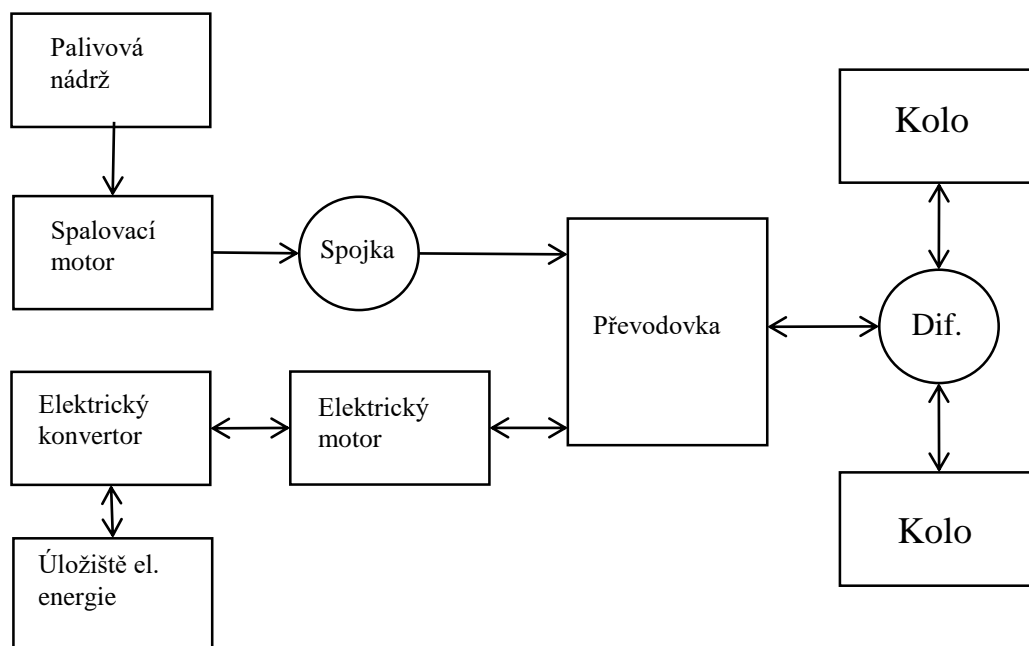 Palivová
nádrž
Kolo
Spalovací
motor
Spojka
Převodovka
Dif.
Elektrický
konvertor
Elektrický
motor
Kolo
Úložiště el.
energie